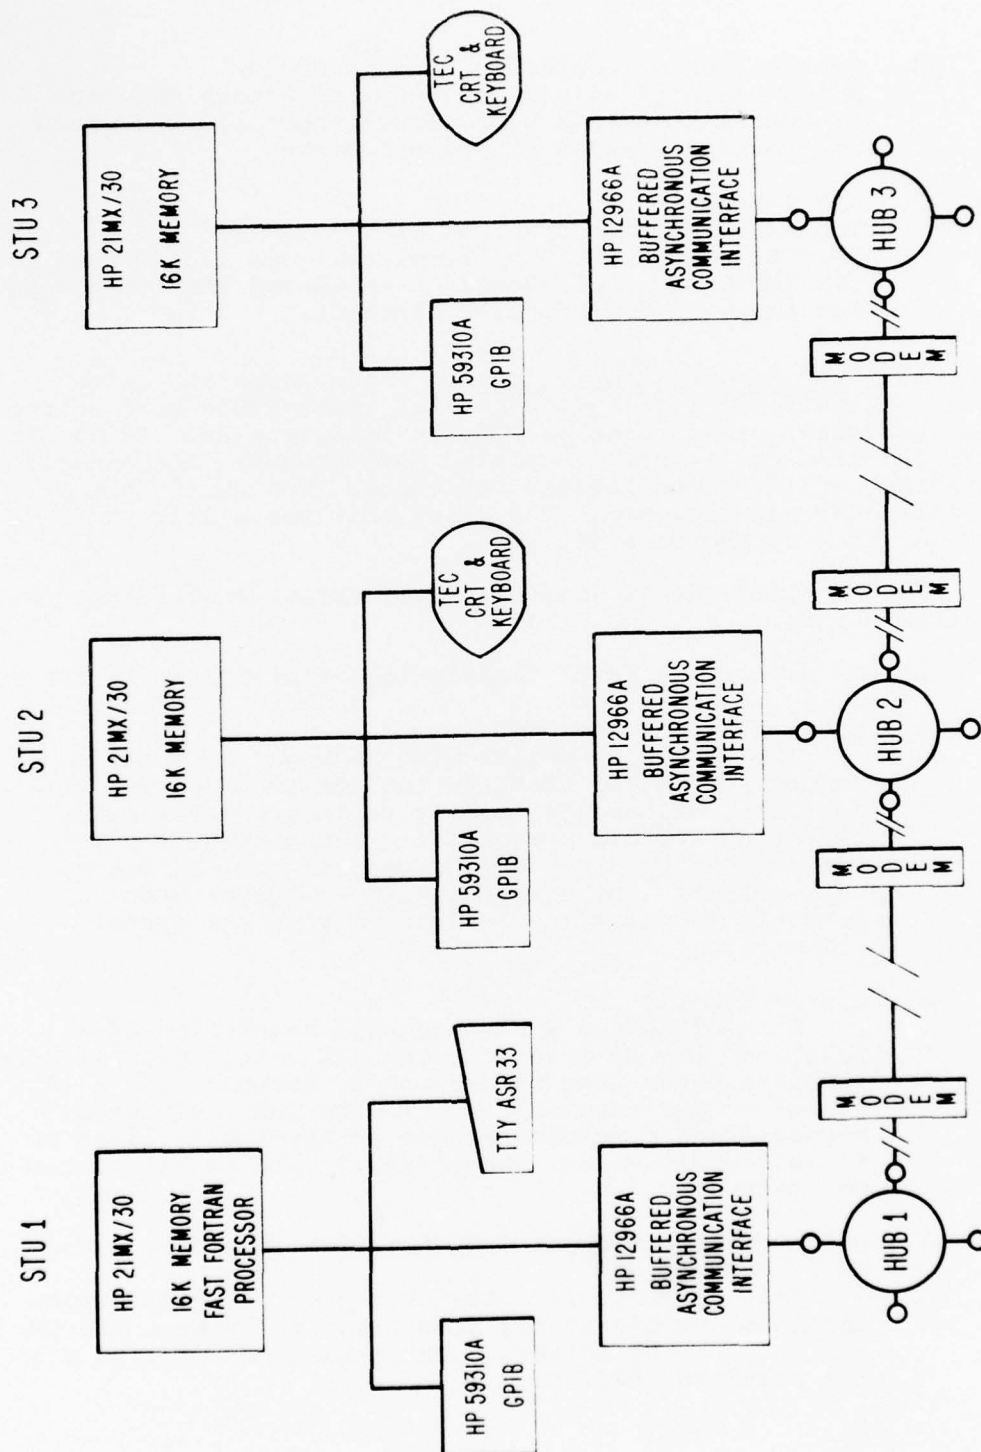 STU 1
HP 21MX/30
16K MEMORY
FAST FORTRAN
PROCESSOR
HP 59310A
GPIB
TTY ASR 33
HP 12966A
BUFFERED
ASYNCHRONOUS
COMMUNICATION
INTERFACE
HUB 1
MODEM
STU 2
HP 21MX/30
16K MEMORY
HP 59310A
GPIB
TEC
CRT &
KEYBOARD
HP 12966A
BUFFERED
ASYNCHRONOUS
COMMUNICATION
INTERFACE
MODEM
HUB 2
MODEM
STU 3
HP 21MX/30
16K MEMORY
HP 59310A
GPIB
TEC
CRT &
KEYBOARD
HP 12966A
BUFFERED
ASYNCHRONOUS
COMMUNICATION
INTERFACE
MODEM
HUB 3